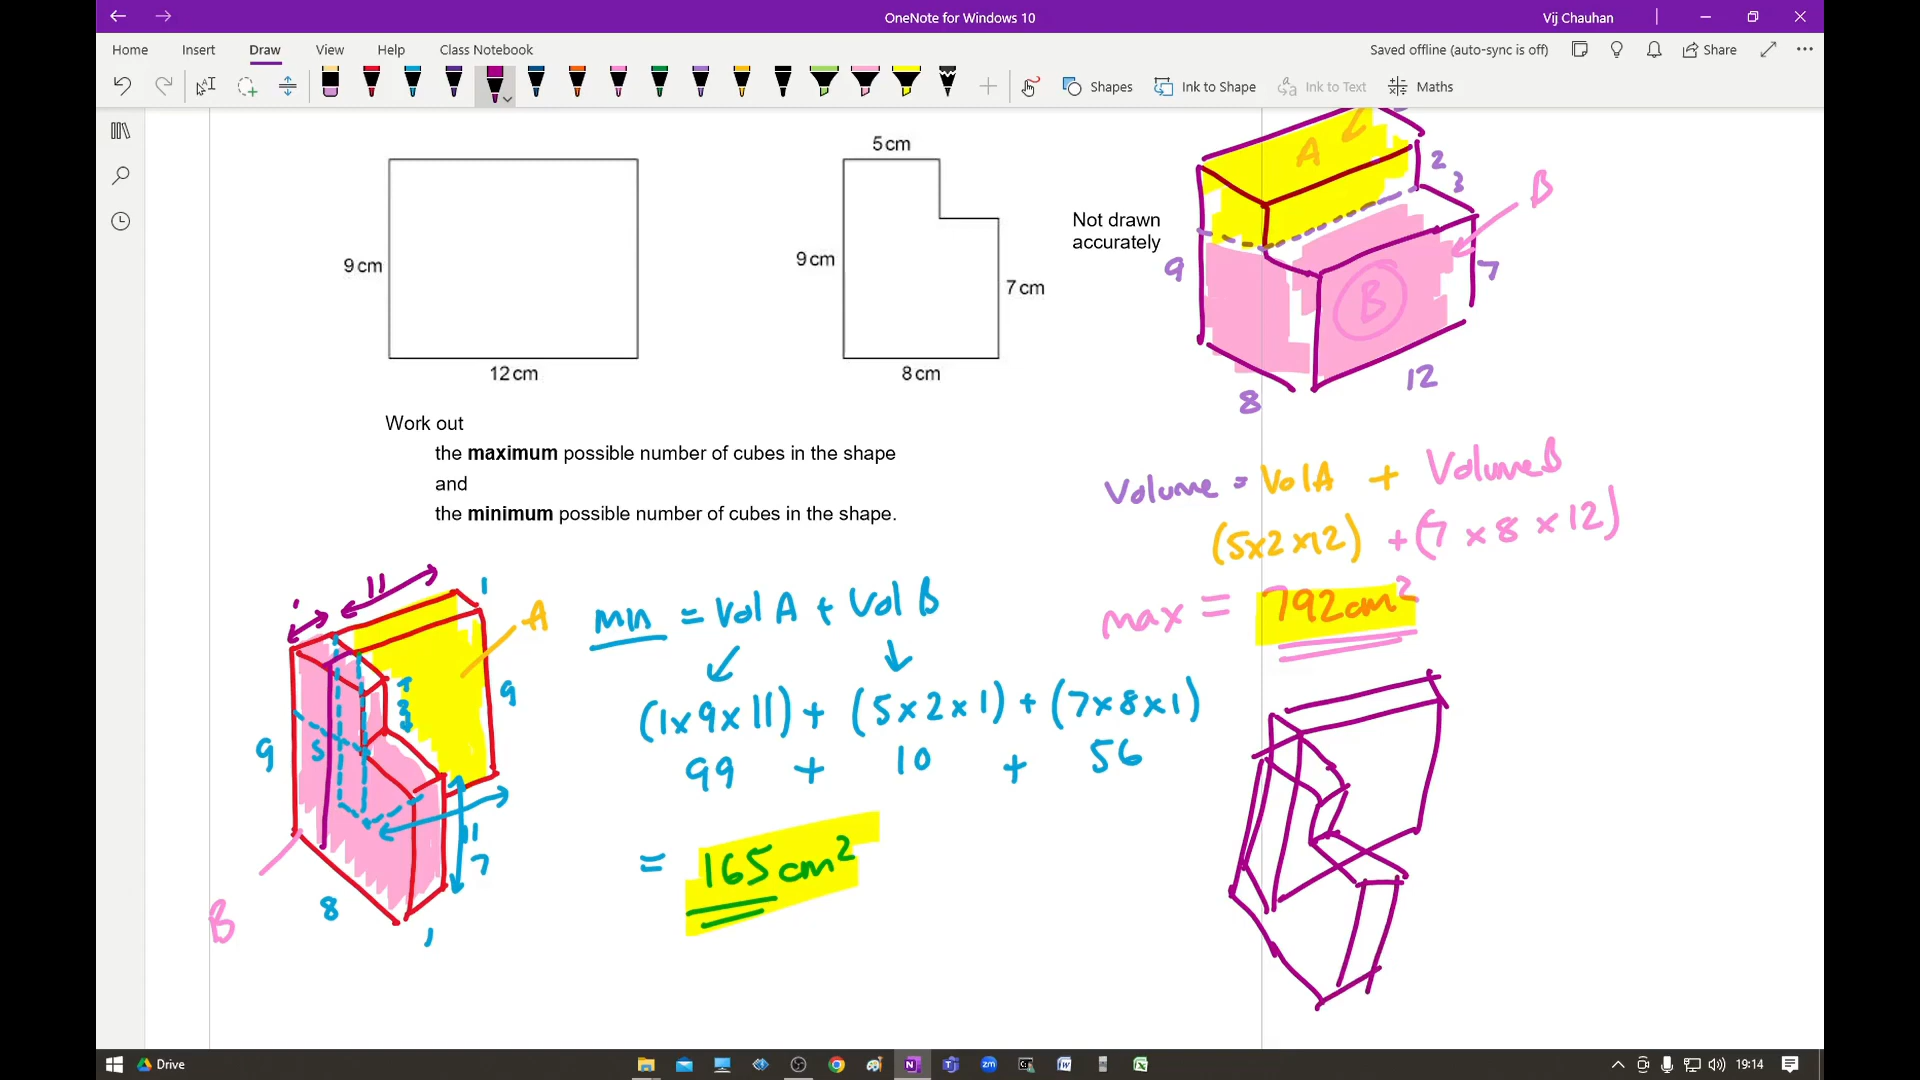 OneNote for Windows 10
Vij Chauhan
Home Insert Draw View Help Class Notebook
Saved offline (auto-sync is off) Share
Shapes Ink to Shape Ink to Text Maths
5 cm
9 cm
12 cm
9 cm
7 cm
8 cm
Not drawn
accurately
A
2
3
B
9
B
7
8
12
Work out
the maximum possible number of cubes in the shape
and
the minimum possible number of cubes in the shape.
Volume = Vol A + Volume B
(5x2x12) + (7 x 8 x 12)
max = 792cm²
11
1
A
9
9
5
11
7
8
1
B
min = Vol A + Vol B
(1x9x11) + (5x2x1) + (7x8x1)
99 + 10 + 56
= 165cm²
Drive
19:14